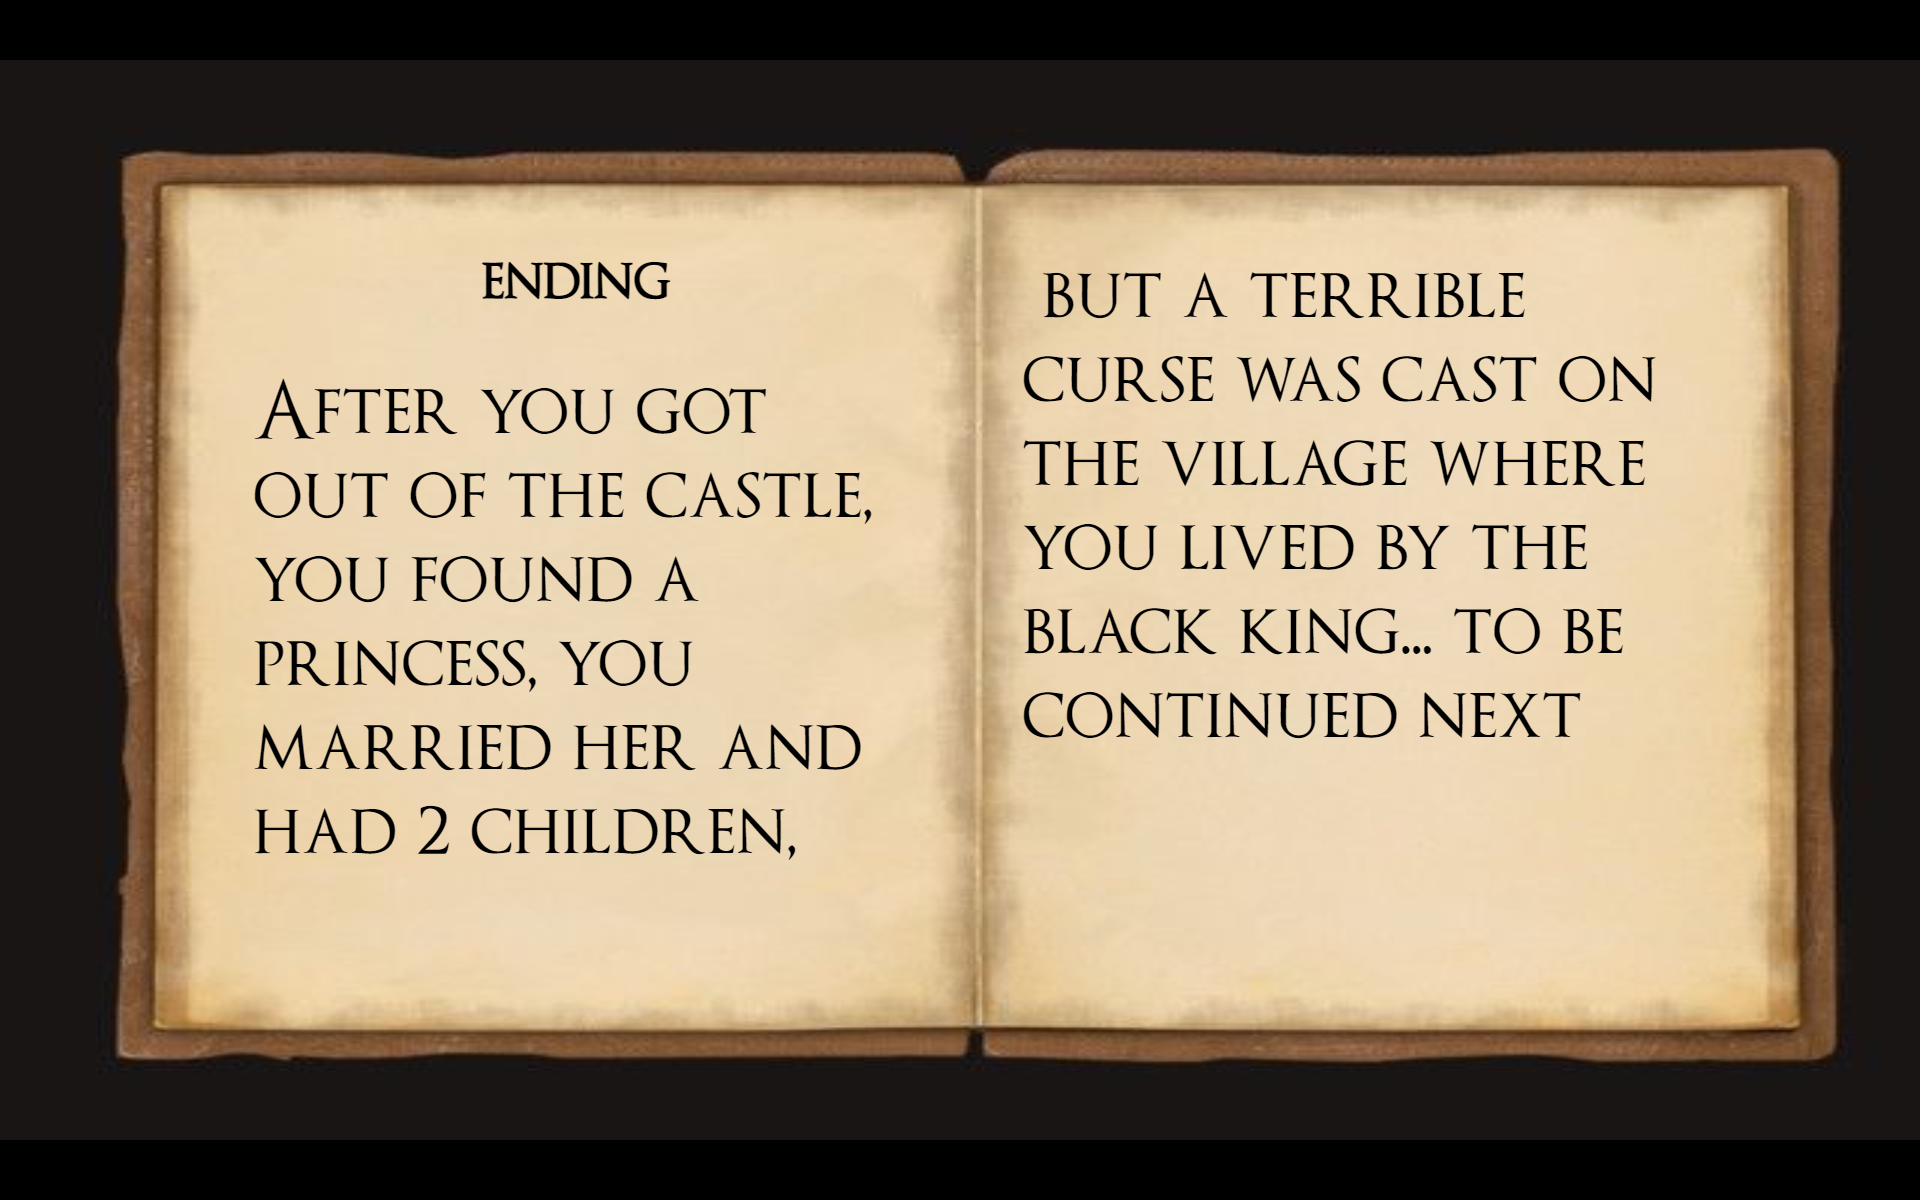 ENDING
AFTER YOU GOT
OUT OF THE CASTLE,
YOU FOUND A
PRINCESS, YOU
MARRIED HER AND
HAD 2 CHILDREN,
BUT A TERRIBLE
CURSE WAS CAST ON
THE VILLAGE WHERE
YOU LIVED BY THE
BLACK KING... TO BE
CONTINUED NEXT